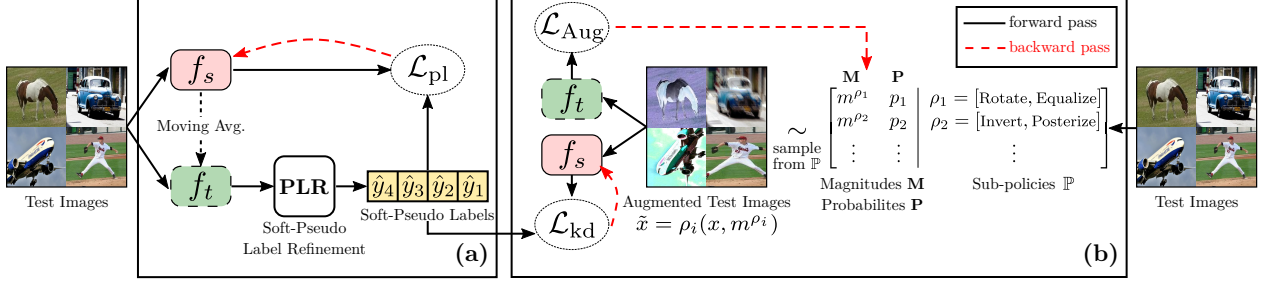 Test Images
f_s
Moving Avg.
f_t
PLR
Soft-Pseudo
Label Refinement
ŷ_4 ŷ_3 ŷ_2 ŷ_1
Soft-Pseudo Labels
ℒ_pl
(a)
ℒ_Aug
f_t
f_s
ℒ_kd
Augmented Test Images
x̃ = ρ_i(x, m^{ρ_i})
∼
sample
from ℙ
M P
m^{ρ_1} p_1 ρ_1 = [Rotate, Equalize]
m^{ρ_2} p_2 ρ_2 = [Invert, Posterize]
⋮ ⋮ ⋮
Magnitudes M
Probabilites P
Sub-policies ℙ
forward pass
backward pass
Test Images
(b)